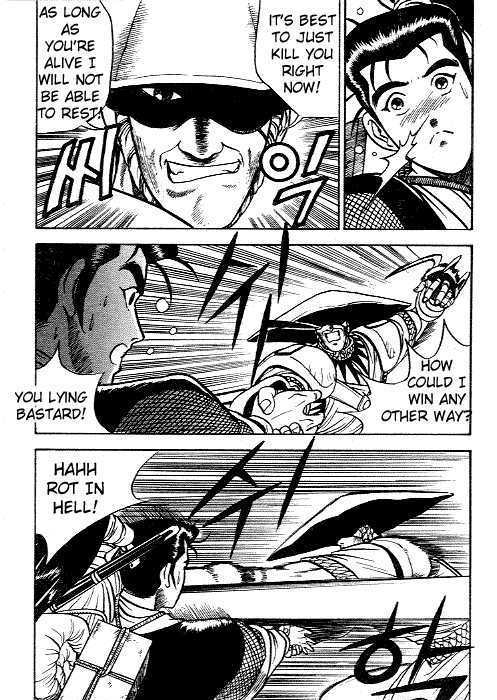 AS LONG
AS
YOU'RE
ALIVE I
WILL NOT
BE ABLE
TO REST!
IT'S BEST
TO JUST
KILL YOU
RIGHT
NOW!
씨
익
YOU LYING
BASTARD!
HOW
COULD I
WIN ANY
OTHER WAY?
HAHH
ROT IN
HELL!